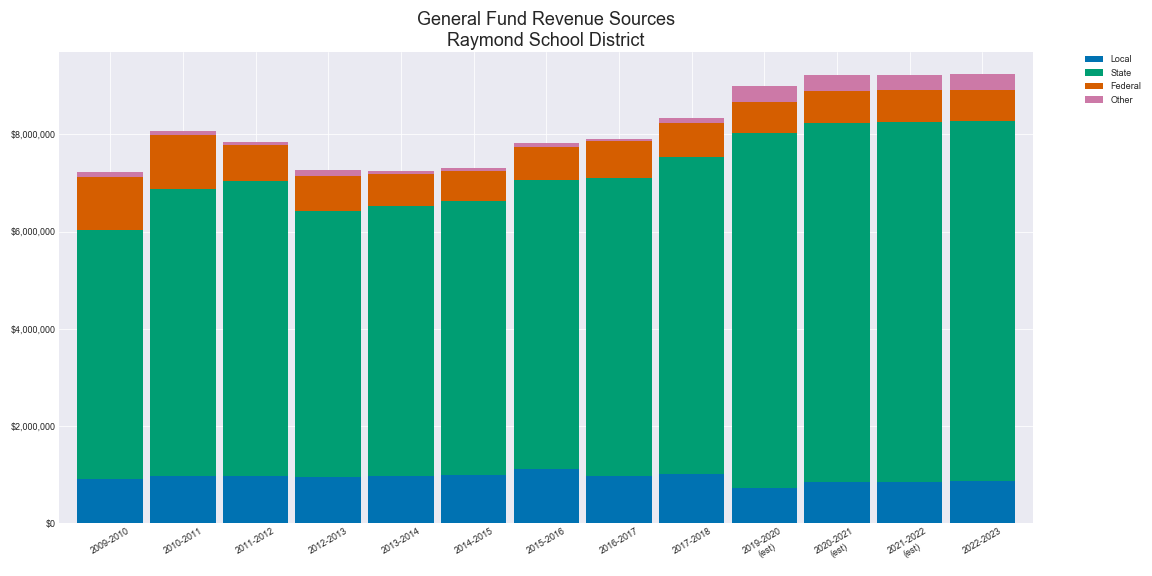 General Fund Revenue Sources
Raymond School District
Local
State
Federal
Other
$8,000,000
$6,000,000
$4,000,000
$2,000,000
$0
2009-2010
2010-2011
2011-2012
2012-2013
2013-2014
2014-2015
2015-2016
2016-2017
2017-2018
2019-2020
(est)
2020-2021
(est)
2021-2022
(est)
2022-2023